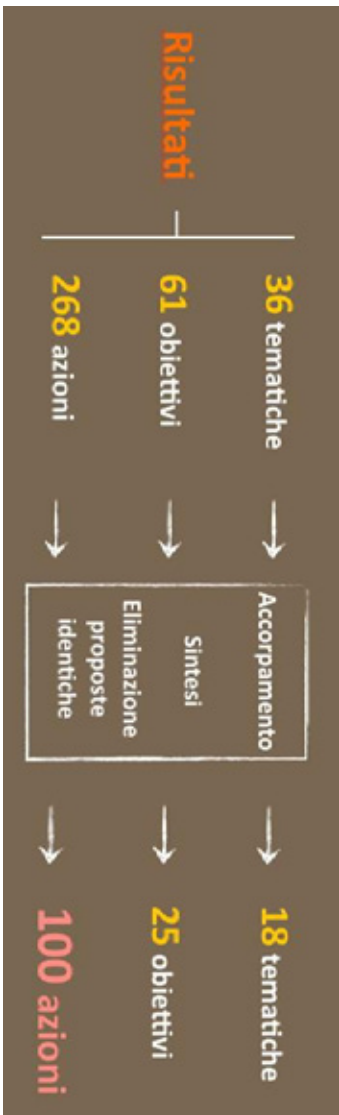 Risultati
36 tematiche
61 obiettivi
268 azioni
Accorpamento
Sintesi
Eliminazione
proposte
identiche
18 tematiche
25 obiettivi
100 azioni